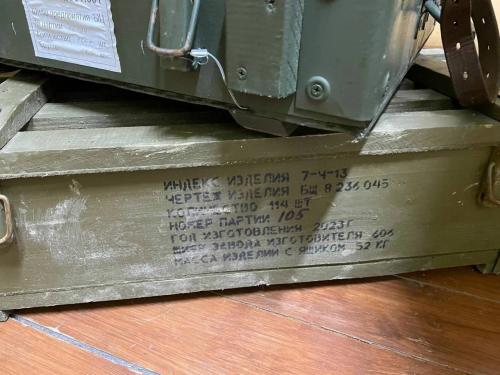 ИНДЕКС ИЗДЕЛИЯ 7-Ч-13
ЧЕРТЕЖ ИЗДЕЛИЯ БЩ 8 236 045
КОЛИЧЕСТВО 114 ШТ
НОМЕР ПАРТИИ 105
ГОД ИЗГОТОВЛЕНИЯ 2023Г
ШИФР ЗАВОДА ИЗГОТОВИТЕЛЯ 606
МАССА ИЗДЕЛИИ С ЯЩИКОМ 52 КГ